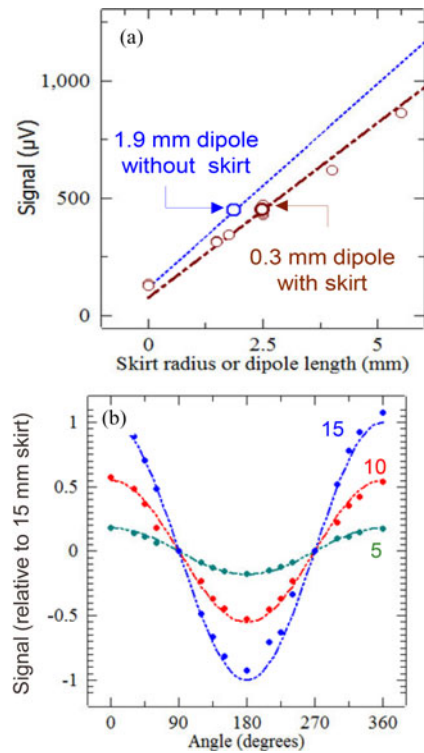 (a)
1,000
500
0
Signal (µV)
1.9 mm dipole
without skirt
0.3 mm dipole
with skirt
0
2.5
5
Skirt radius or dipole length (mm)
(b)
1
0.5
0
-0.5
-1
Signal (relative to 15 mm skirt)
15
10
5
0
90
180
270
360
Angle (degrees)